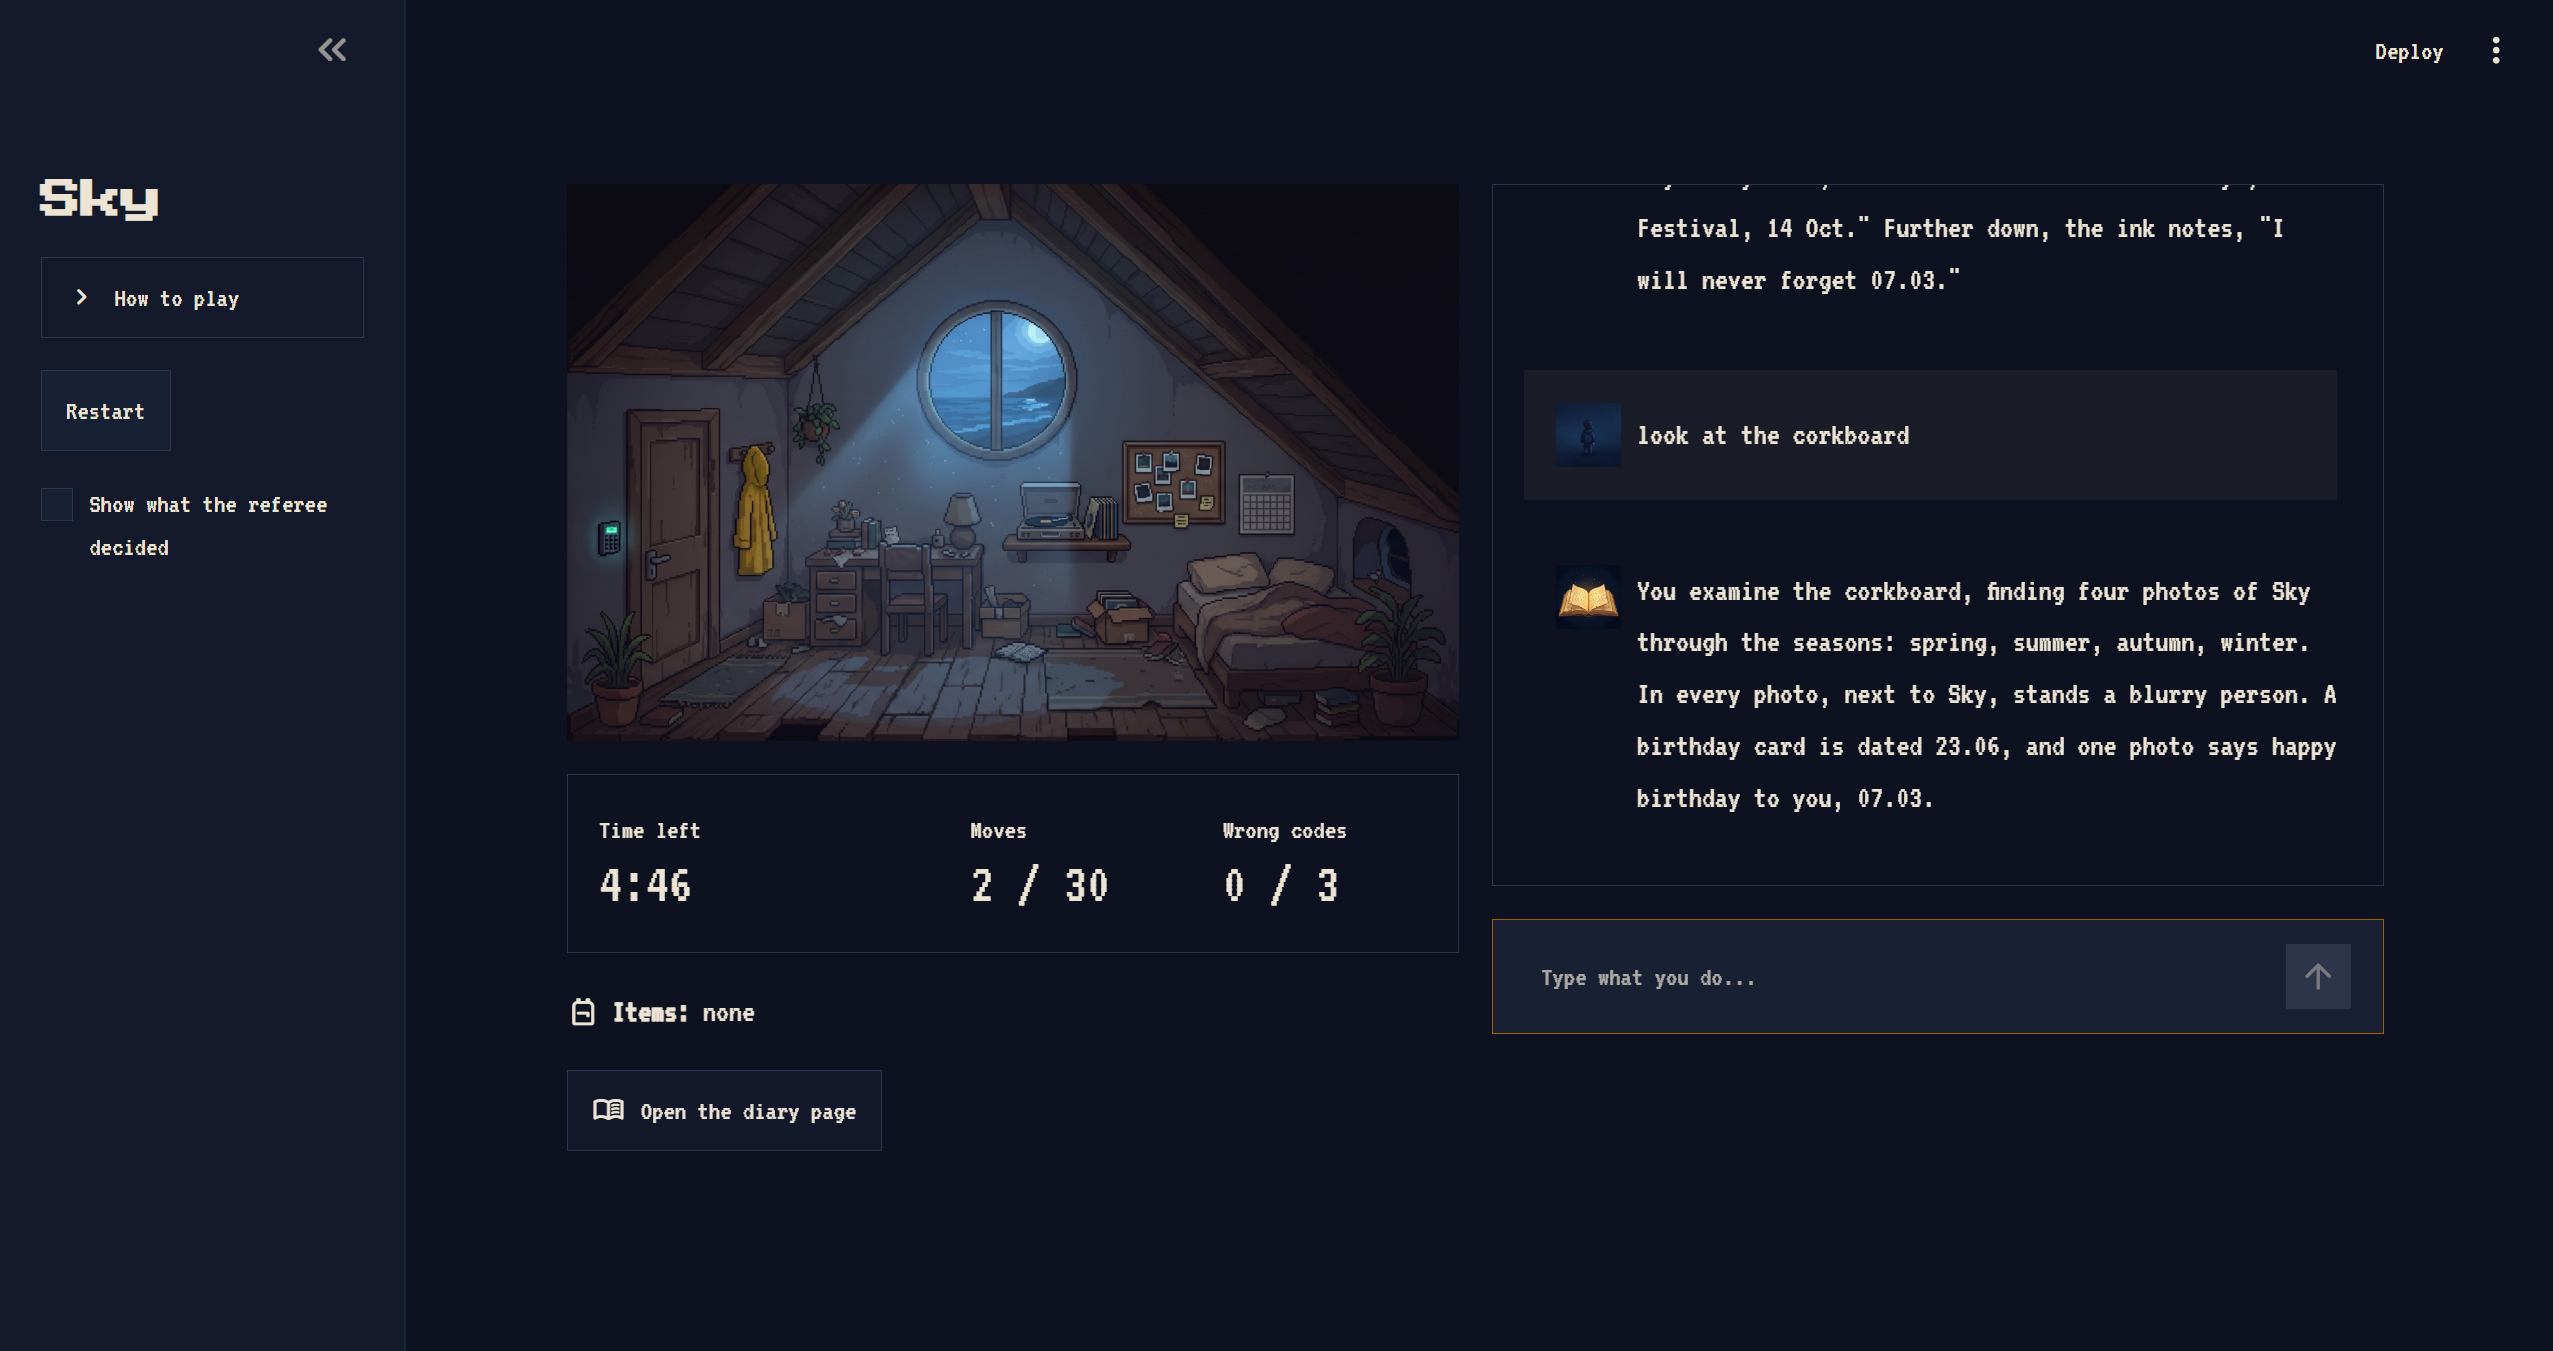 Deploy
Sky
How to play
Restart
Show what the referee
decided
Festival, 14 Oct." Further down, the ink notes, "I
will never forget 07.03."
look at the corkboard
You examine the corkboard, finding four photos of Sky
through the seasons: spring, summer, autumn, winter.
In every photo, next to Sky, stands a blurry person. A
birthday card is dated 23.06, and one photo says happy
birthday to you, 07.03.
Time left
Moves
Wrong codes
4:46
2 / 30
0 / 3
Type what you do...
Items: none
Open the diary page